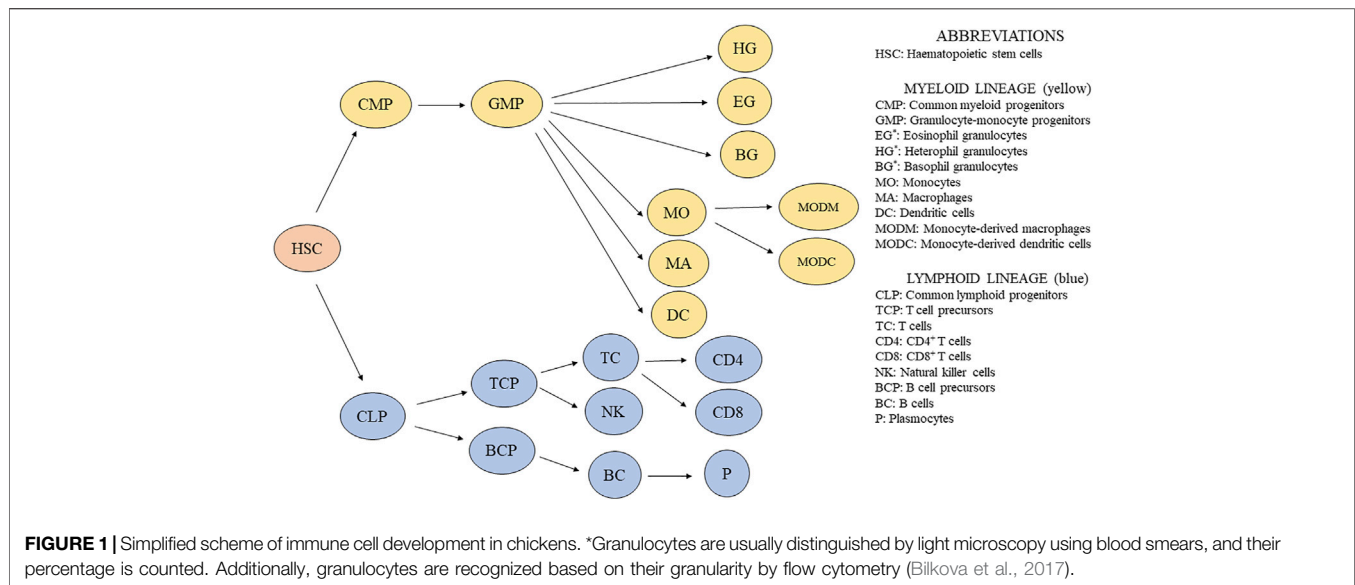 HG
CMP
GMP
EG
BG
MO
MODM
HSC
MA
MODC
DC
TC
CD4
TCP
CLP
NK
CD8
BCP
BC
P
ABBREVIATIONS
HSC: Haematopoietic stem cells
MYELOID LINEAGE (yellow)
CMP: Common myeloid progenitors
GMP: Granulocyte-monocyte progenitors
EG*: Eosinophil granulocytes
HG*: Heterophil granulocytes
BG*: Basophil granulocytes
MO: Monocytes
MA: Macrophages
DC: Dendritic cells
MODM: Monocyte-derived macrophages
MODC: Monocyte-derived dendritic cells
LYMPHOID LINEAGE (blue)
CLP: Common lymphoid progenitors
TCP: T cell precursors
TC: T cells
CD4: CD4⁺ T cells
CD8: CD8⁺ T cells
NK: Natural killer cells
BCP: B cell precursors
BC: B cells
P: Plasmocytes
FIGURE 1 | Simplified scheme of immune cell development in chickens. *Granulocytes are usually distinguished by light microscopy using blood smears, and their
percentage is counted. Additionally, granulocytes are recognized based on their granularity by flow cytometry (Bilkova et al., 2017).